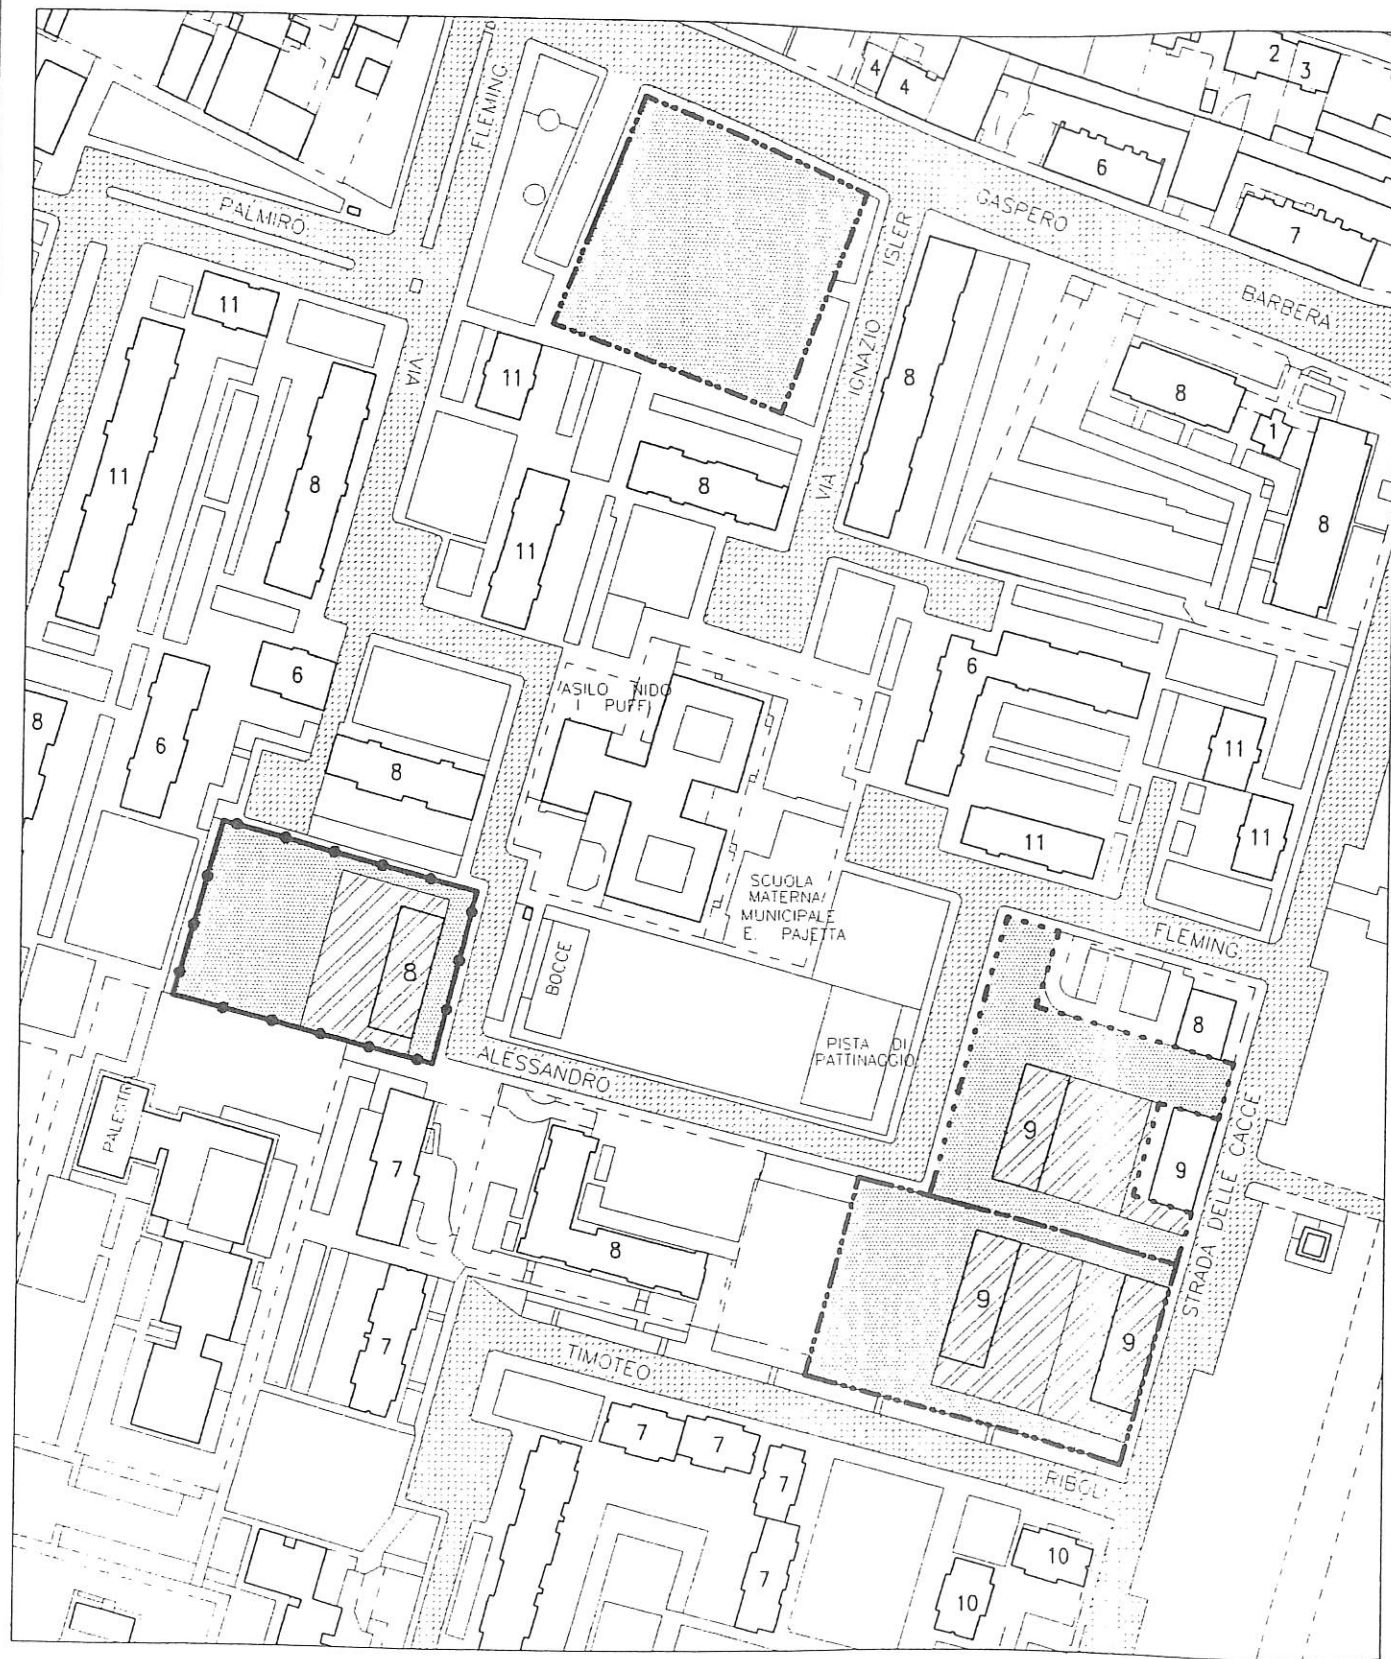 2
3
4
4
FLEMING
6
GASPERO
PALMIRO
ISLER
7
BARBERA
11
VIA
11
IGNAZIO
8
8
1
11
8
8
VIA
8
11
6
6
ASILO NIDO
I PUFFI
8
6
11
8
11
11
SCUOLA
MATERNA
MUNICIPALE
E. PAJETTA
8
BOCCE
FLEMING
8
PISTA DI
PATTINAGGIO
ALESSANDRO
9
9
STRADA DELLE CACCE
7
8
9
9
7
TIMOTEO
7
7
7
RIBOLI
7
10
10